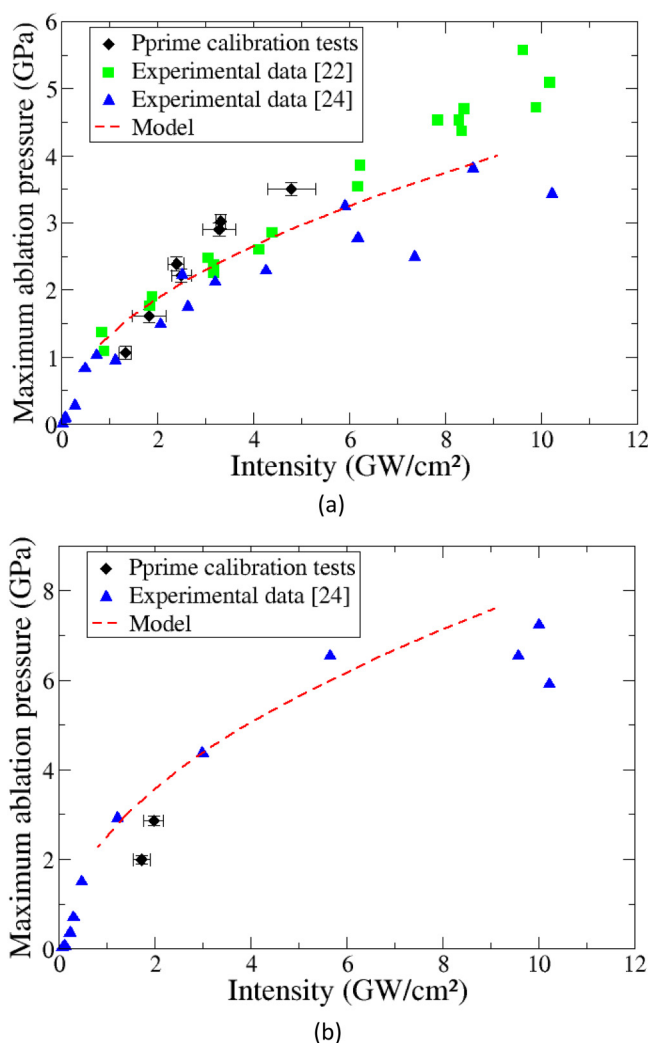 6
5
4
3
2
1
0
Maximum ablation pressure (GPa)
Pprime calibration tests
Experimental data [22]
Experimental data [24]
Model
0 2 4 6 8 10 12
Intensity (GW/cm²)
(a)
8
6
4
2
0
Maximum ablation pressure (GPa)
Pprime calibration tests
Experimental data [24]
Model
0 2 4 6 8 10 12
Intensity (GW/cm²)
(b)